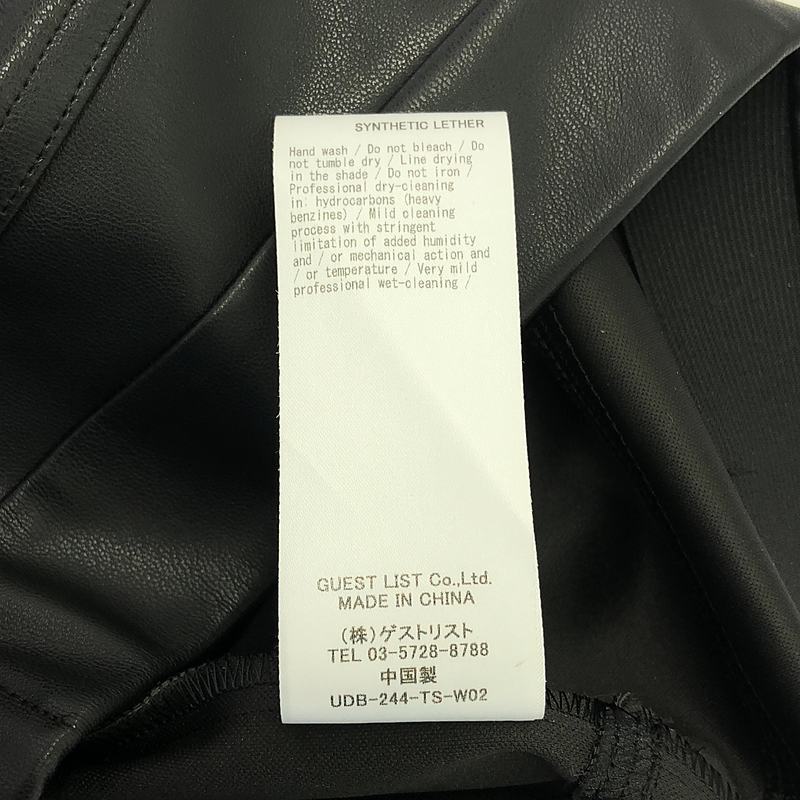 SYNTHETIC LETHER
Hand wash / Do not bleach / Do
not tumble dry / Line drying
in the shade / Do not iron /
Professional dry-cleaning
in: hydrocarbons (heavy
benzines) / Mild cleaning
process with stringent
limitation of added humidity
and / or mechanical action and
/ or temperature / Very mild
professional wet-cleaning /
GUEST LIST Co.,Ltd.
MADE IN CHINA
(株)ゲストリスト
TEL 03-5728-8788
中国製
UDB-244-TS-W02